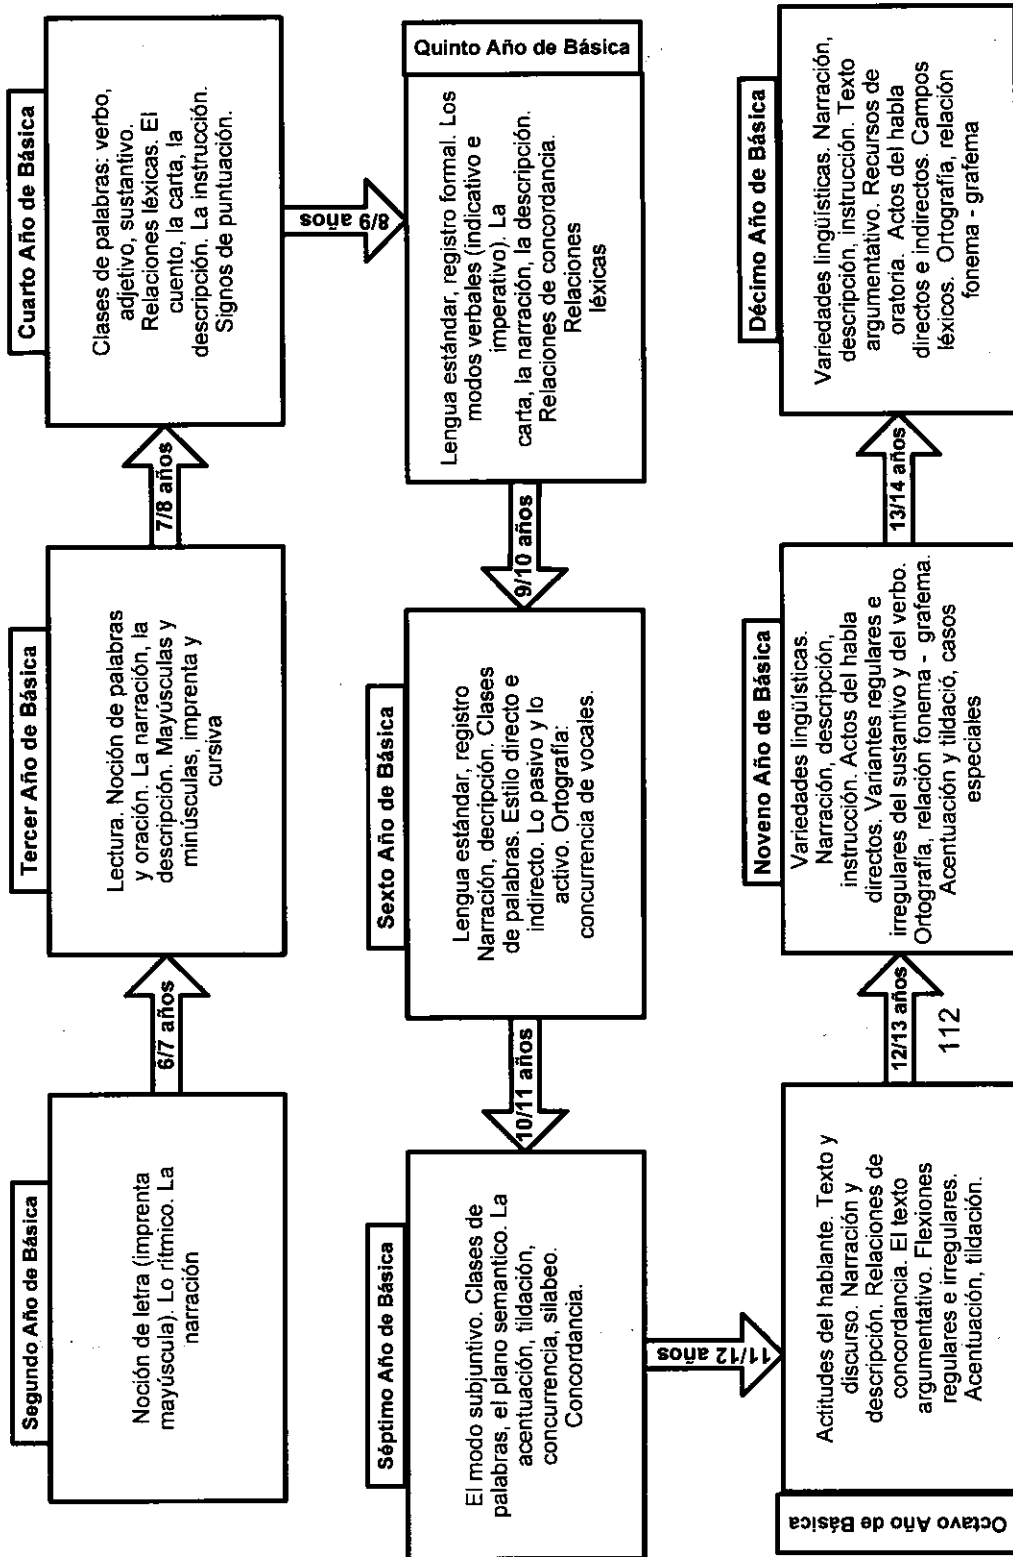 Segundo Año de Básica
Noción de letra (imprenta
mayúscula). Lo rítmico. La
narración
6/7 años
Tercer Año de Básica
Lectura. Noción de palabras
y oración. La narración, la
descripción. Mayúsculas y
minúsculas, imprenta y
cursiva
7/8 años
Cuarto Año de Básica
Clases de palabras: verbo,
adjetivo, sustantivo.
Relaciones léxicas. El
cuento, la carta, la
descripción. La instrucción.
Signos de puntuación.
8/9 años
Quinto Año de Básica
Lengua estándar, registro formal. Los
modos verbales (indicativo e
imperativo). La
carta, la narración, la descripción.
Relaciones de concordancia.
Relaciones
léxicas
9/10 años
Sexto Año de Básica
Lengua estándar, registro
Narración, decripción. Clases
de palabras. Estilo directo e
indirecto. Lo pasivo y lo
activo. Ortografía:
concurrencia de vocales.
10/11 años
Séptimo Año de Básica
El modo subjuntivo. Clases de
palabras, el plano semantico. La
acentuación, tildación,
concurrencia, silabeo.
Concordancia.
11/12 años
Octavo Año de Básica
Actitudes del hablante. Texto y
discurso. Narración y
descripción. Relaciones de
concordancia. El texto
argumentativo. Flexiones
regulares e irregulares.
Acentuación, tildación.
12/13 años
Noveno Año de Básica
Variedades lingüísticas.
Narración, descripción,
instrucción. Actos del habla
directos. Variantes regulares e
irregulares del sustantivo y del verbo.
Ortografía, relación fonema - grafema.
Acentuación y tildació, casos
especiales
13/14 años
Décimo Año de Básica
Variedades lingüísticas. Narración,
descripción, instrucción. Texto
argumentativo. Recursos de
oratoria. Actos del habla
directos e indirectos. Campos
léxicos. Ortografía, relación
fonema - grafema
112